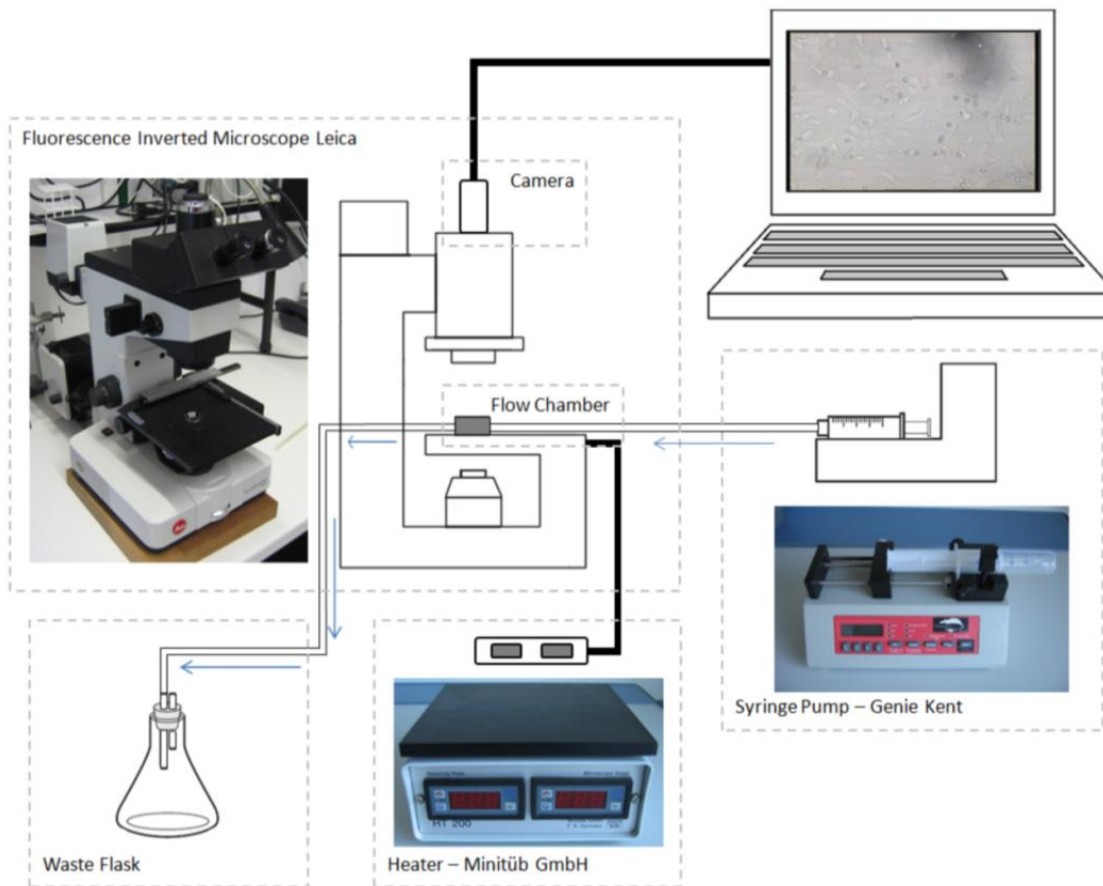 Fluorescence Inverted Microscope Leica
Camera
Flow Chamber
Syringe Pump – Genie Kent
HT 200
Waste Flask
Heater – Minitüb GmbH